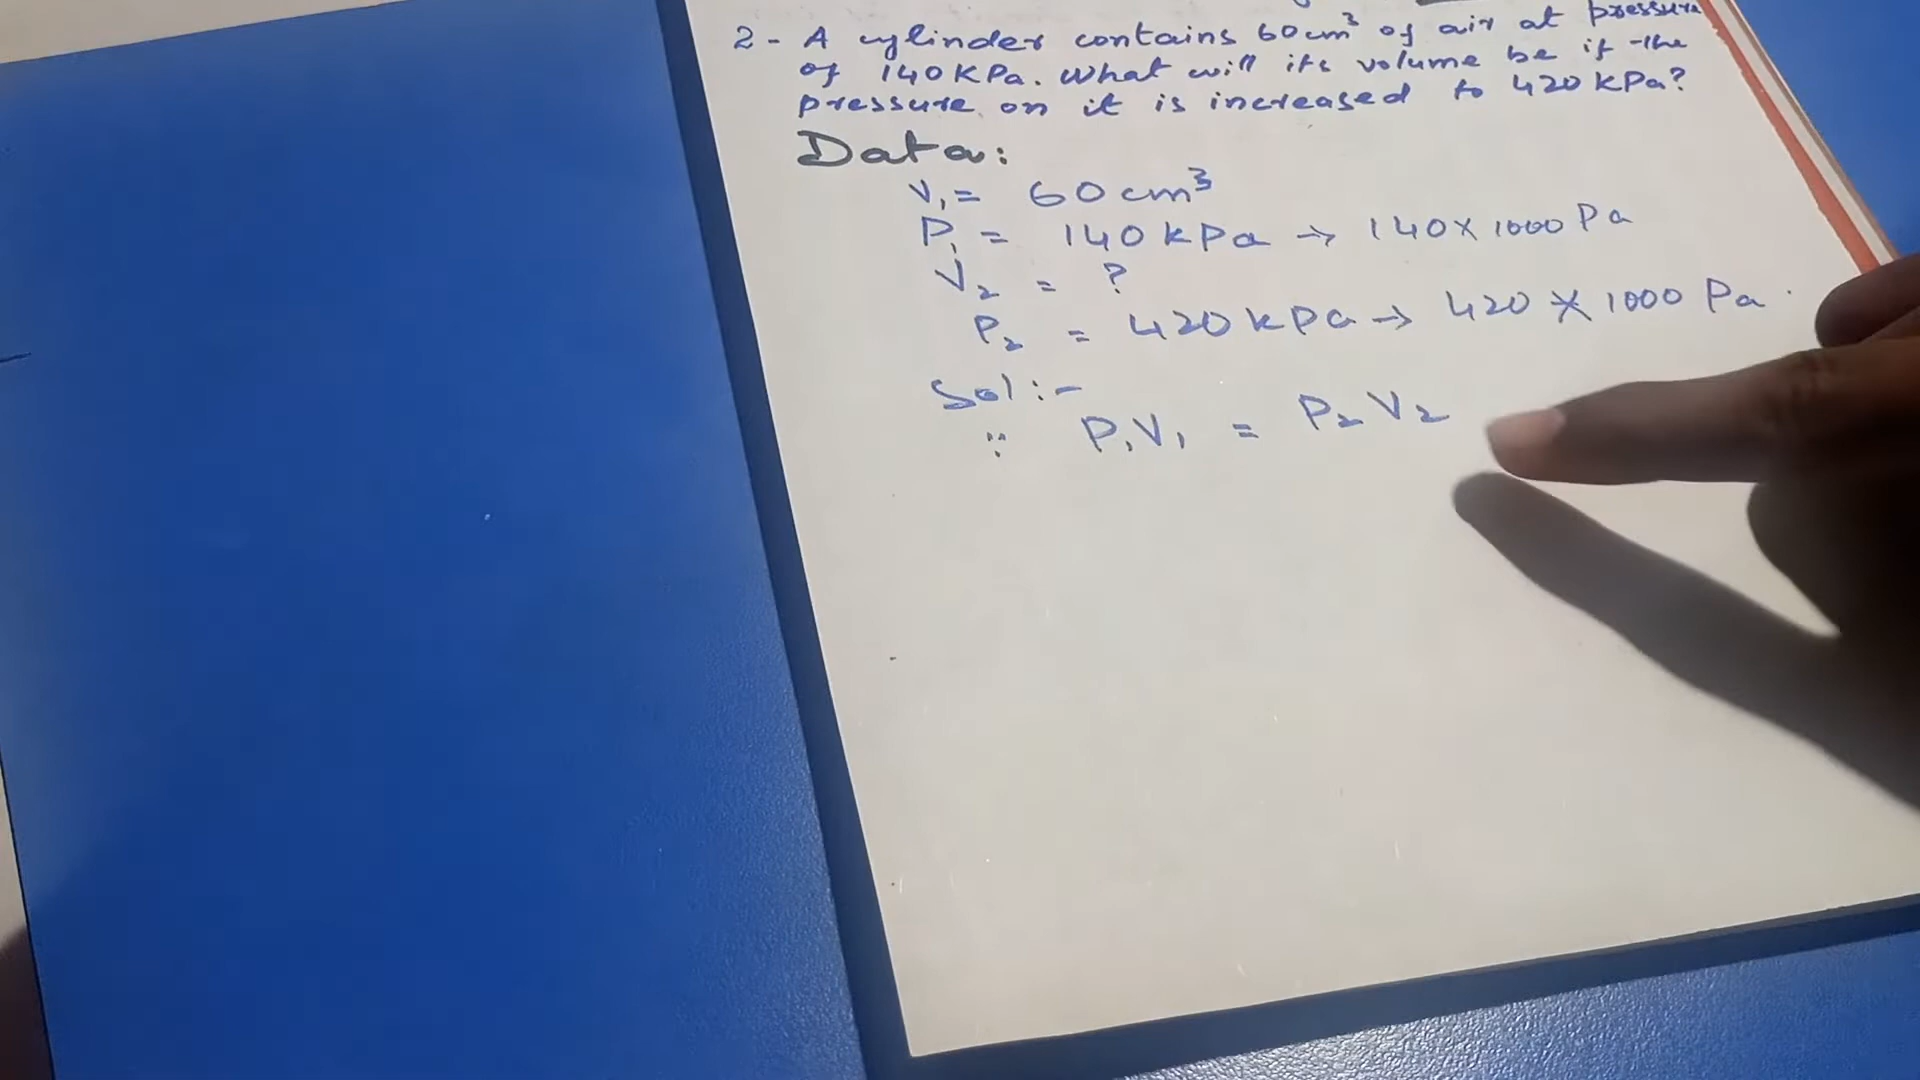 2 - A cylinder contains 60cm³ of air at pressure
of 140KPa. What will its volume be if the
pressure on it is increased to 420 kPa?
Data:
V₁ = 60 cm³
P₁ = 140 kPa → 140 × 1000 Pa
V₂ = ?
P₂ = 420 kPa → 420 × 1000 Pa.
Sol :-
∵ P₁V₁ = P₂V₂